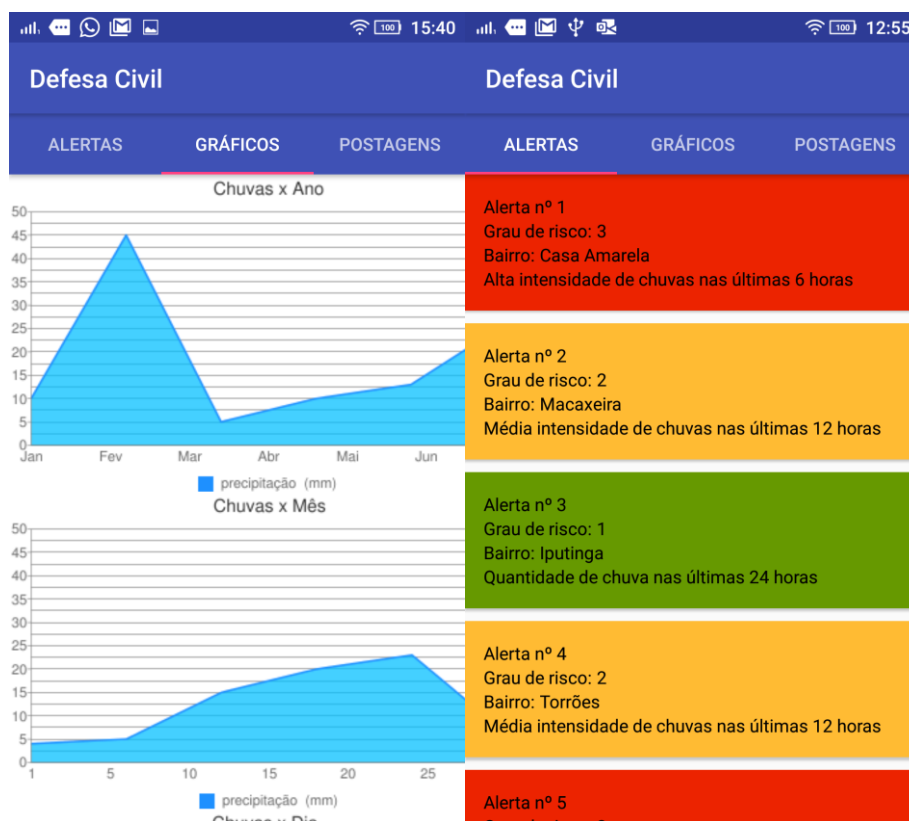 15:40
Defesa Civil
ALERTAS GRÁFICOS POSTAGENS
Chuvas x Ano
50
45
40
35
30
25
20
15
10
5
0
Jan Fev Mar Abr Mai Jun
precipitação (mm)
Chuvas x Mês
50
45
40
35
30
25
20
15
10
5
0
1 5 10 15 20 25
precipitação (mm)
100 12:55
Defesa Civil
ALERTAS GRÁFICOS POSTAGENS
Alerta nº 1
Grau de risco: 3
Bairro: Casa Amarela
Alta intensidade de chuvas nas últimas 6 horas
Alerta nº 2
Grau de risco: 2
Bairro: Macaxeira
Média intensidade de chuvas nas últimas 12 horas
Alerta nº 3
Grau de risco: 1
Bairro: Iputinga
Quantidade de chuva nas últimas 24 horas
Alerta nº 4
Grau de risco: 2
Bairro: Torrões
Média intensidade de chuvas nas últimas 12 horas
Alerta nº 5